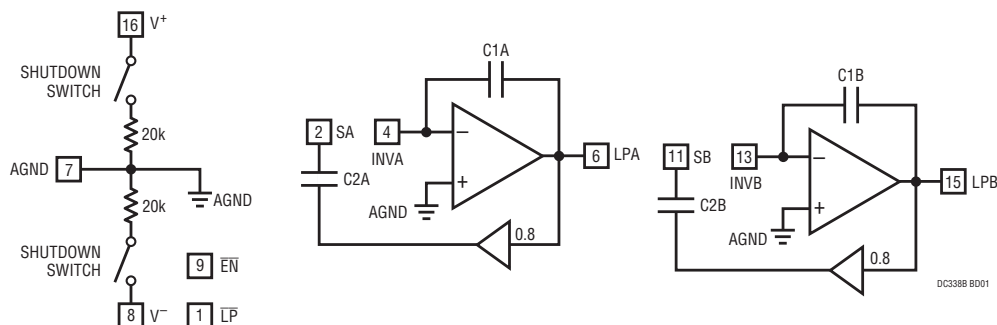 16 V+
SHUTDOWN
SWITCH
20k
AGND 7
AGND
20k
SHUTDOWN
SWITCH
9 EN
8 V−
1 LP
C1A
2 SA
4
INVA
−
+
6 LPA
C2A
AGND
0.8
C1B
11 SB
13
INVB
−
+
15
LPB
C2B
AGND
0.8
DC338B BD01